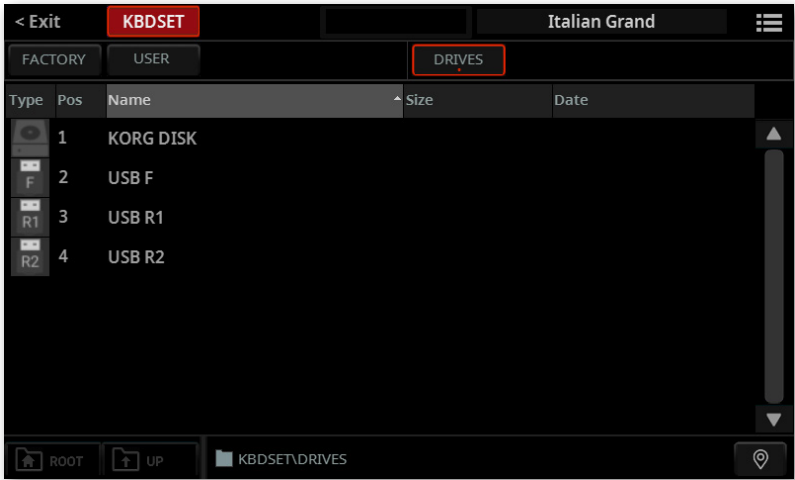 < Exit KBDSET Italian Grand
FACTORY USER DRIVES
Type Pos Name Size Date
1 KORG DISK
F 2 USB F
R1 3 USB R1
R2 4 USB R2
ROOT UP KBDSET\DRIVES